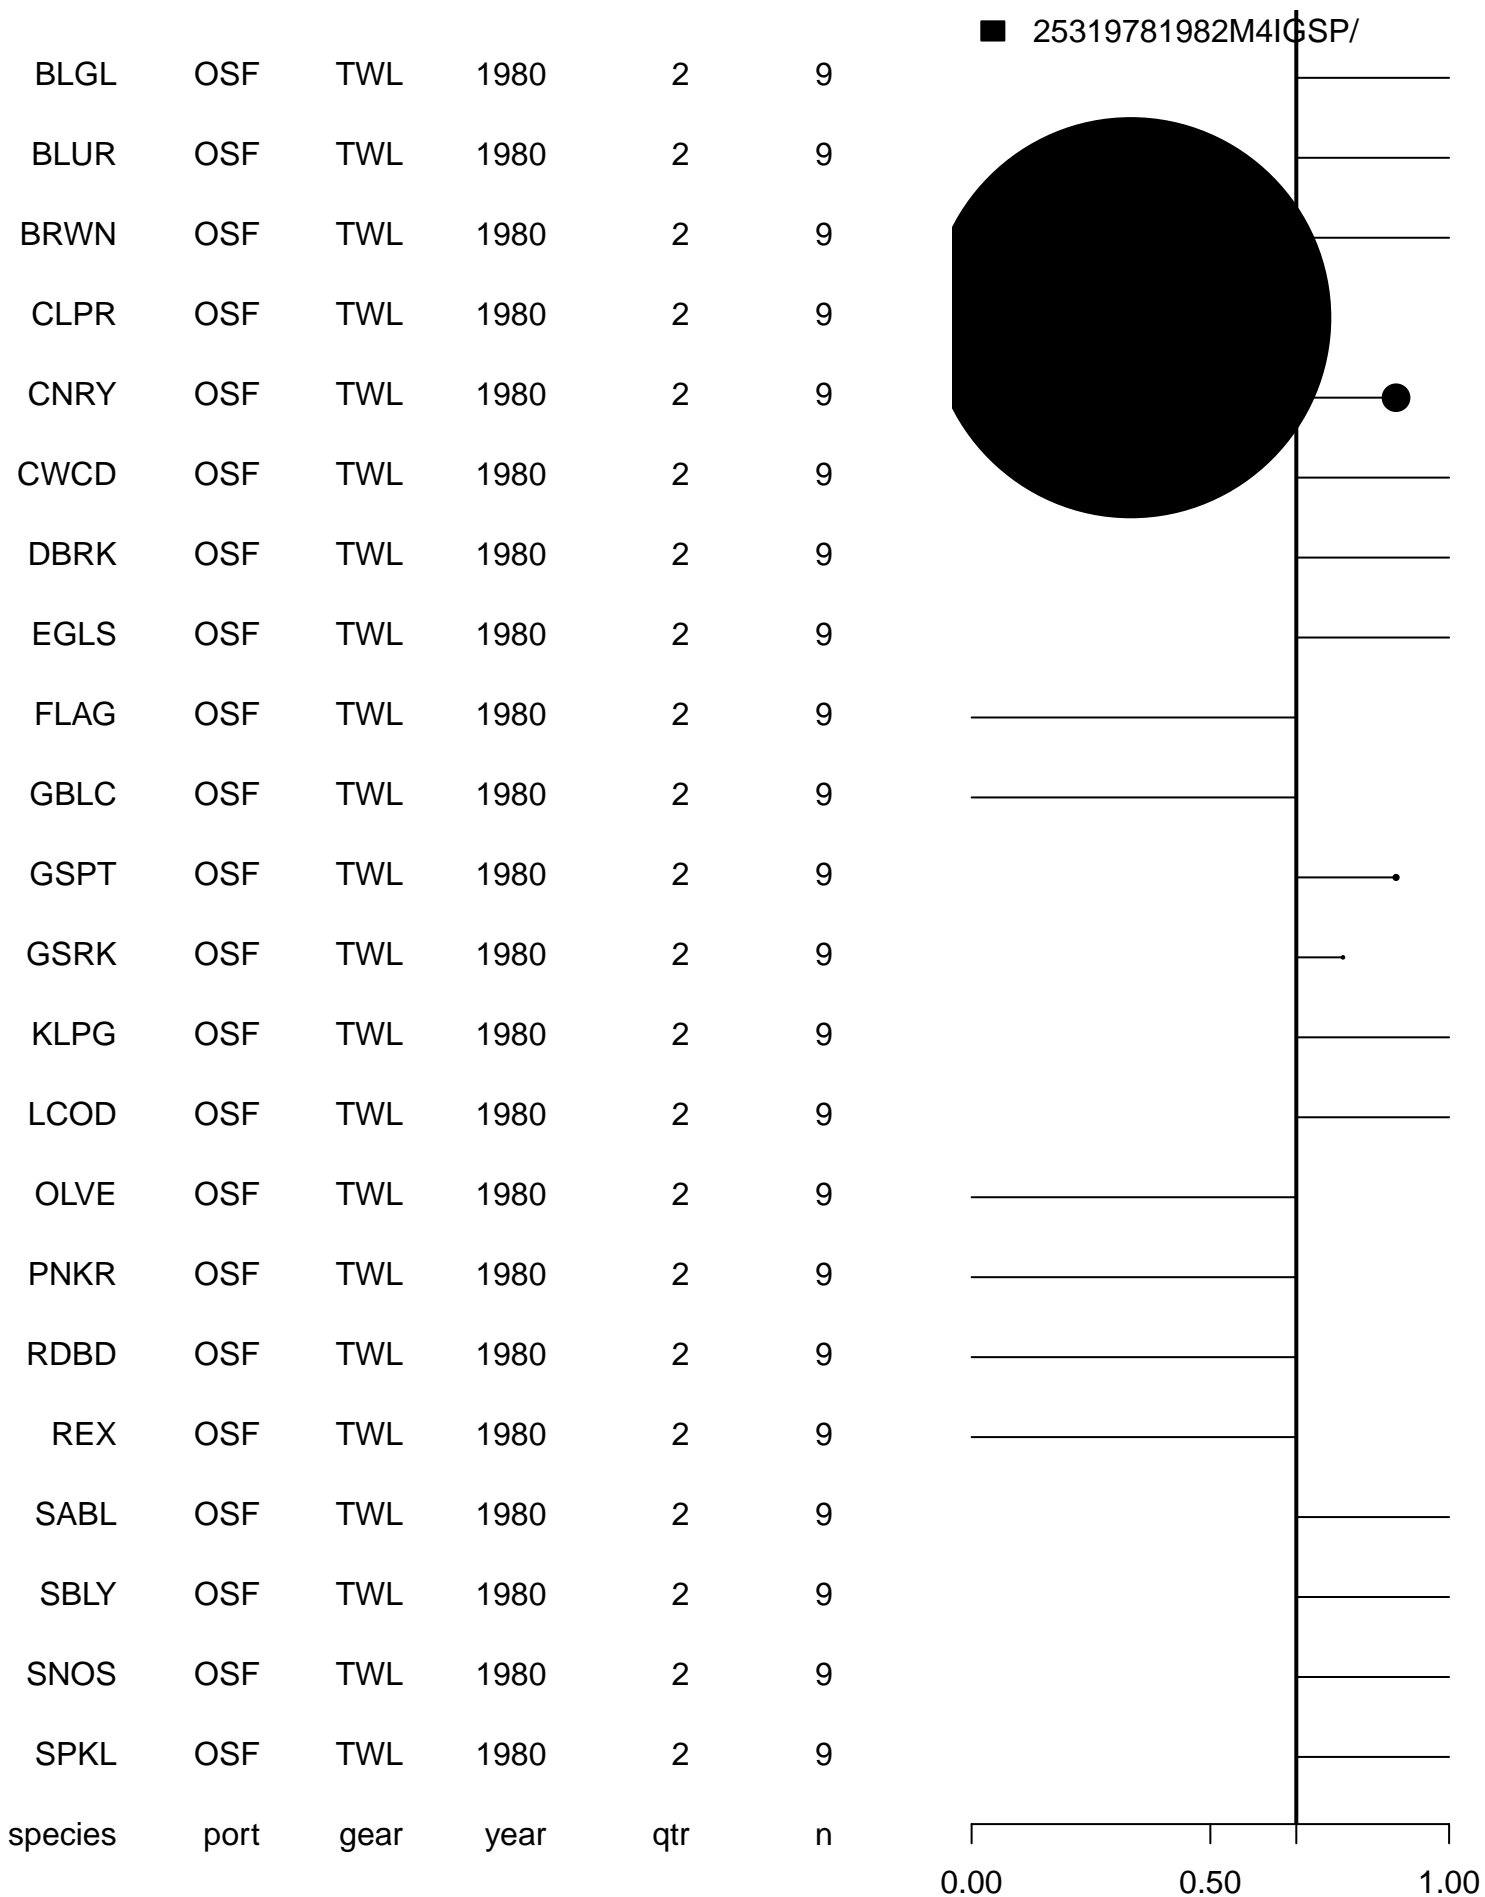 25319781982M4IGSP/
BLGL OSF TWL 1980 2 9
BLUR OSF TWL 1980 2 9
BRWN OSF TWL 1980 2 9
CLPR OSF TWL 1980 2 9
CNRY OSF TWL 1980 2 9
CWCD OSF TWL 1980 2 9
DBRK OSF TWL 1980 2 9
EGLS OSF TWL 1980 2 9
FLAG OSF TWL 1980 2 9
GBLC OSF TWL 1980 2 9
GSPT OSF TWL 1980 2 9
GSRK OSF TWL 1980 2 9
KLPG OSF TWL 1980 2 9
LCOD OSF TWL 1980 2 9
OLVE OSF TWL 1980 2 9
PNKR OSF TWL 1980 2 9
RDBD OSF TWL 1980 2 9
REX OSF TWL 1980 2 9
SABL OSF TWL 1980 2 9
SBLY OSF TWL 1980 2 9
SNOS OSF TWL 1980 2 9
SPKL OSF TWL 1980 2 9
species port gear year qtr n
0.00 0.50 1.00